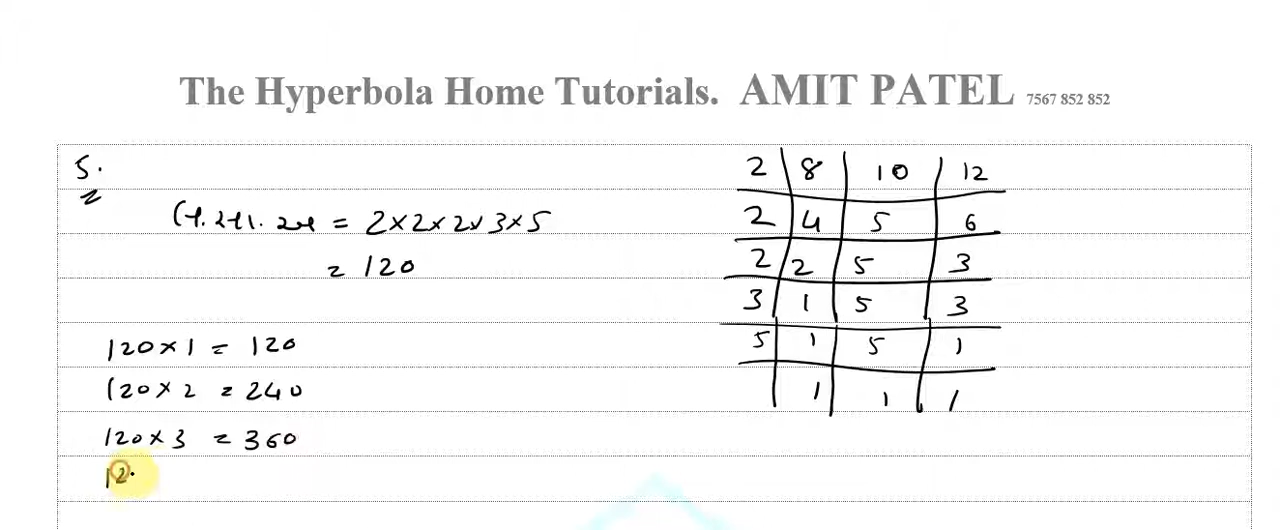 The Hyperbola Home Tutorials. AMIT PATEL 7567 852 852
5.
= 2×2×2×3×5
= 120
120×1 = 120
120×2 = 240
120×3 = 360
12
2 8 10 12
2 4 5 6
2 2 5 3
3 1 5 3
5 1 5 1
1 1 1